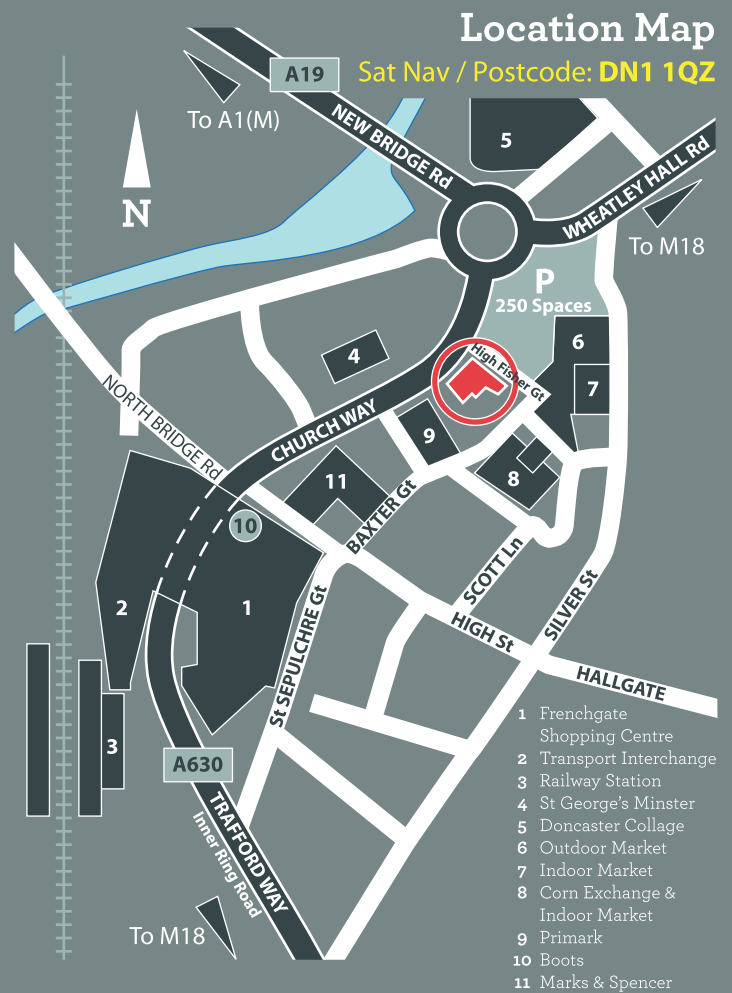 Location Map
Sat Nav / Postcode: DN1 1QZ
A19
To A1(M)
NEW BRIDGE Rd
5
WHEATLEY HALL Rd
N
To M18
P
250 Spaces
6
4
High Fisher Gt
7
NORTH BRIDGE Rd
CHURCH WAY
9
11
8
BAXTER Gt
10
SCOTT Ln
2
1
SILVER St
HIGH St
St SEPULCHRE Gt
HALLGATE
3
A630
TRAFFORD WAY
Inner Ring Road
To M18
1 Frenchgate
Shopping Centre
2 Transport Interchange
3 Railway Station
4 St George's Minster
5 Doncaster Collage
6 Outdoor Market
7 Indoor Market
8 Corn Exchange &
Indoor Market
9 Primark
10 Boots
11 Marks & Spencer